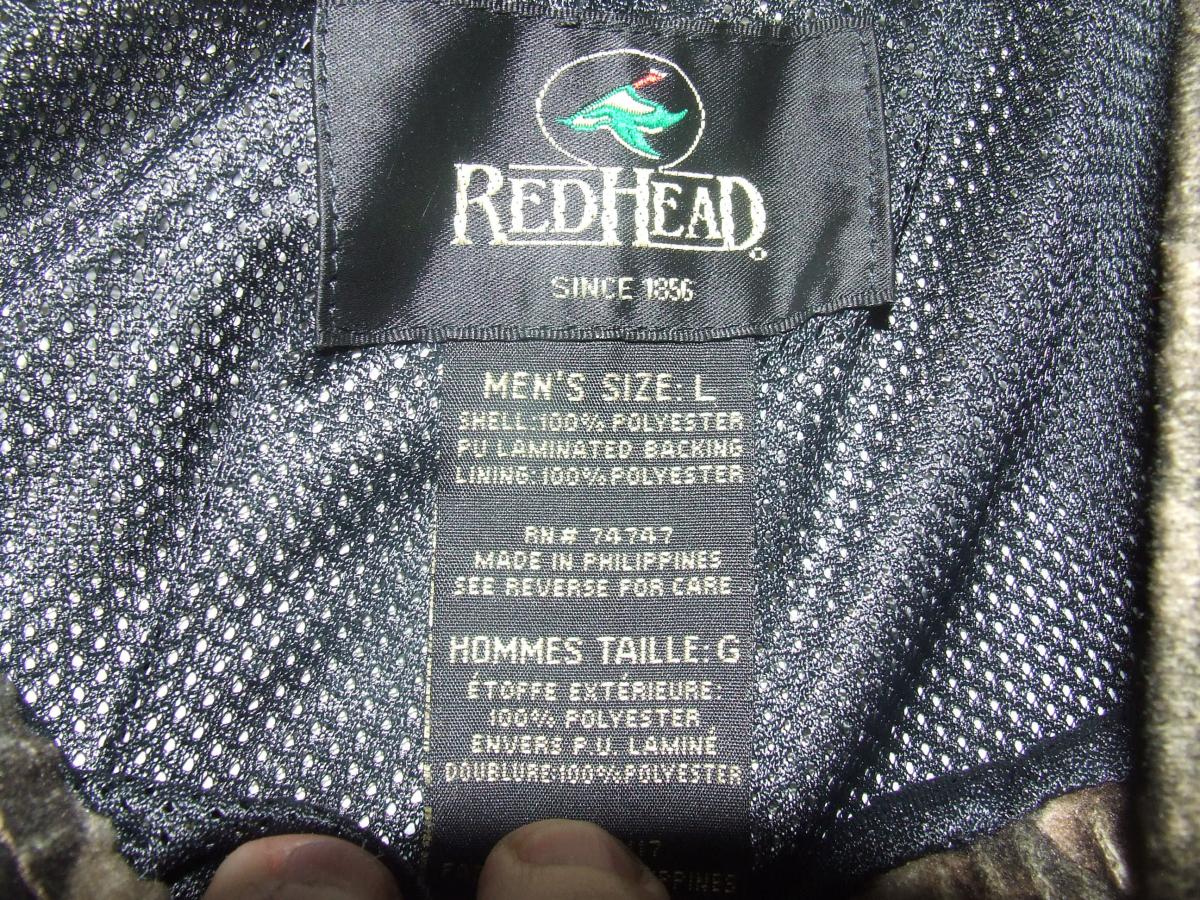 REDHEAD
SINCE 1856
MEN'S SIZE: L
SHELL 100% POLYESTER
PU LAMINATED BACKING
LINING 100% POLYESTER
RN# 74747
MADE IN PHILIPPINES
SEE REVERSE FOR CARE
HOMMES TAILLE: G
ÉTOFFE EXTÉRIEURE:
100% POLYESTER
ENVERS P.U. LAMINÉ
DOUBLURE 100% POLYESTER